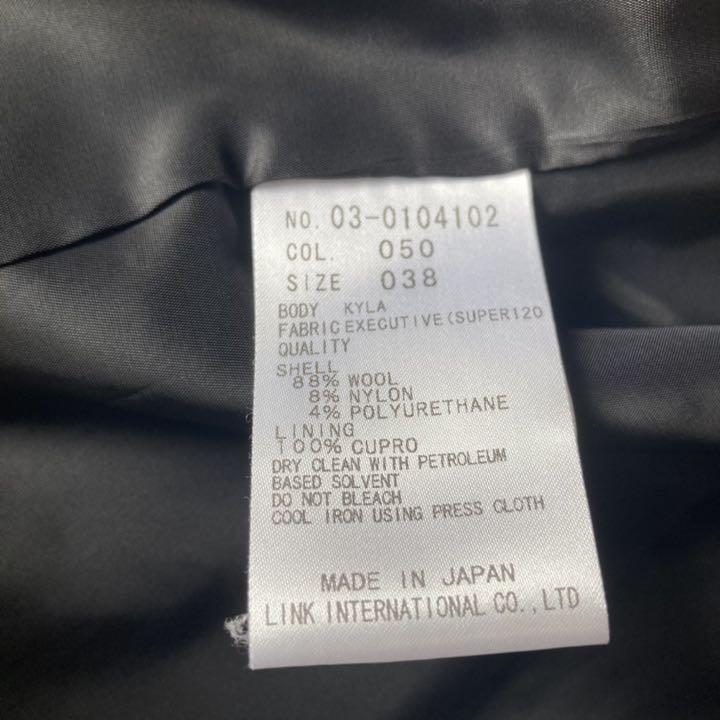 NO. 03-0104102
COL. 050
SIZE 038
BODY KYLA
FABRIC EXECUTIVE(SUPER120
QUALITY
SHELL
88% WOOL
8% NYLON
4% POLYURETHANE
LINING
100% CUPRO
DRY CLEAN WITH PETROLEUM
BASED SOLVENT
DO NOT BLEACH
COOL IRON USING PRESS CLOTH
MADE IN JAPAN
LINK INTERNATIONAL CO.,LTD